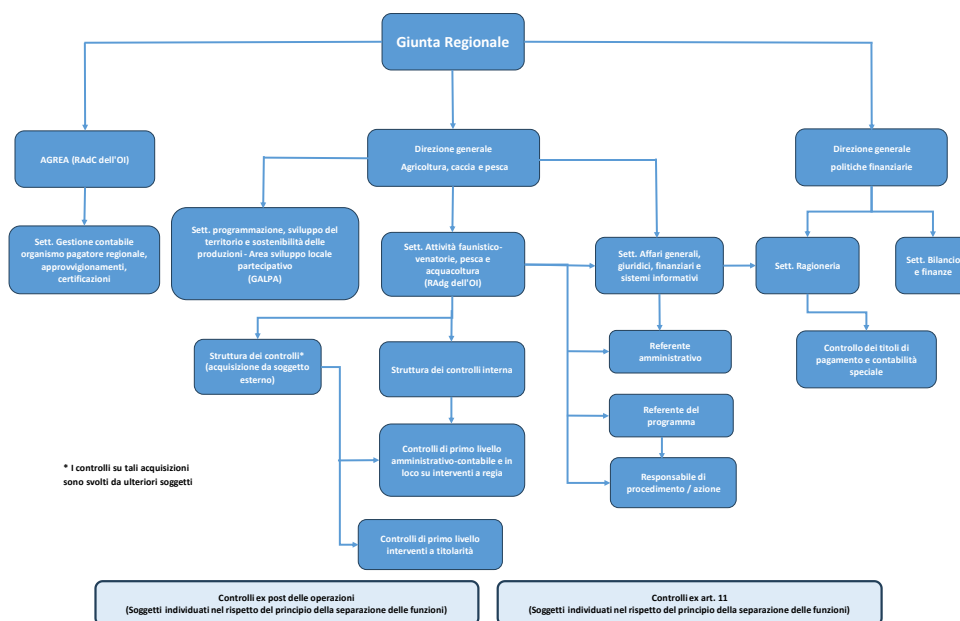 Giunta Regionale
AGREA (RAdC dell'OI)
Direzione generale
Agricoltura, caccia e pesca
Direzione generale
politiche finanziarie
Sett. Gestione contabile
organismo pagatore regionale,
approvvigionamenti,
certificazioni
Sett. programmazione, sviluppo del
territorio e sostenibilità delle
produzioni - Area sviluppo locale
partecipativo
(GALPA)
Sett. Attività faunistico-
venatorie, pesca e
acquacoltura
(RAdg dell'OI)
Sett. Affari generali,
giuridici, finanziari e
sistemi informativi
Sett. Ragioneria
Sett. Bilancio
e finanze
Struttura dei controlli*
(acquisizione da soggetto
esterno)
Struttura dei controlli interna
Referente
amministrativo
Controllo dei titoli di
pagamento e contabilità
speciale
Referente del
programma
Controlli di primo livello
amministrativo-contabile e in
loco su interventi a regia
Responsabile di
procedimento / azione
* I controlli su tali acquisizioni
sono svolti da ulteriori soggetti
Controlli di primo livello
interventi a titolarità
Controlli ex post delle operazioni
(Soggetti individuati nel rispetto del principio della separazione delle funzioni)
Controlli ex art. 11
(Soggetti individuati nel rispetto del principio della separazione delle funzioni)